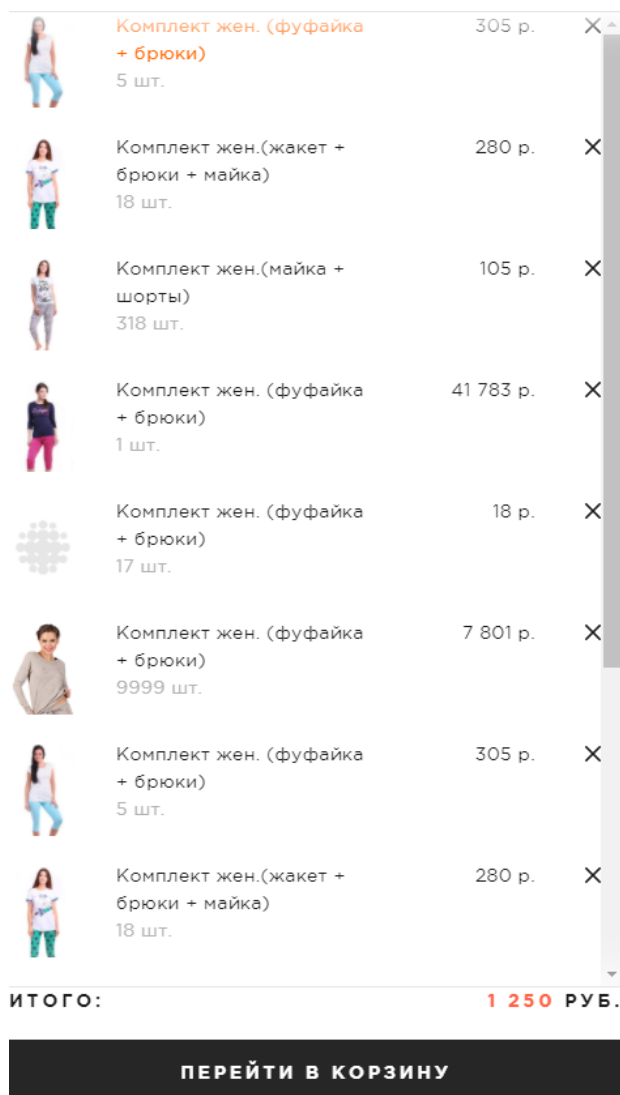 Комплект жен. (фуфайка 305 р.
+ брюки)
5 шт.
Комплект жен.(жакет + 280 р.
брюки + майка)
18 шт.
Комплект жен.(майка + 105 р.
шорты)
318 шт.
Комплект жен. (фуфайка 41 783 р.
+ брюки)
1 шт.
Комплект жен. (фуфайка 18 р.
+ брюки)
17 шт.
Комплект жен. (фуфайка 7 801 р.
+ брюки)
9999 шт.
Комплект жен. (фуфайка 305 р.
+ брюки)
5 шт.
Комплект жен.(жакет + 280 р.
брюки + майка)
18 шт.
ИТОГО: 1 250 РУБ.
ПЕРЕЙТИ В КОРЗИНУ